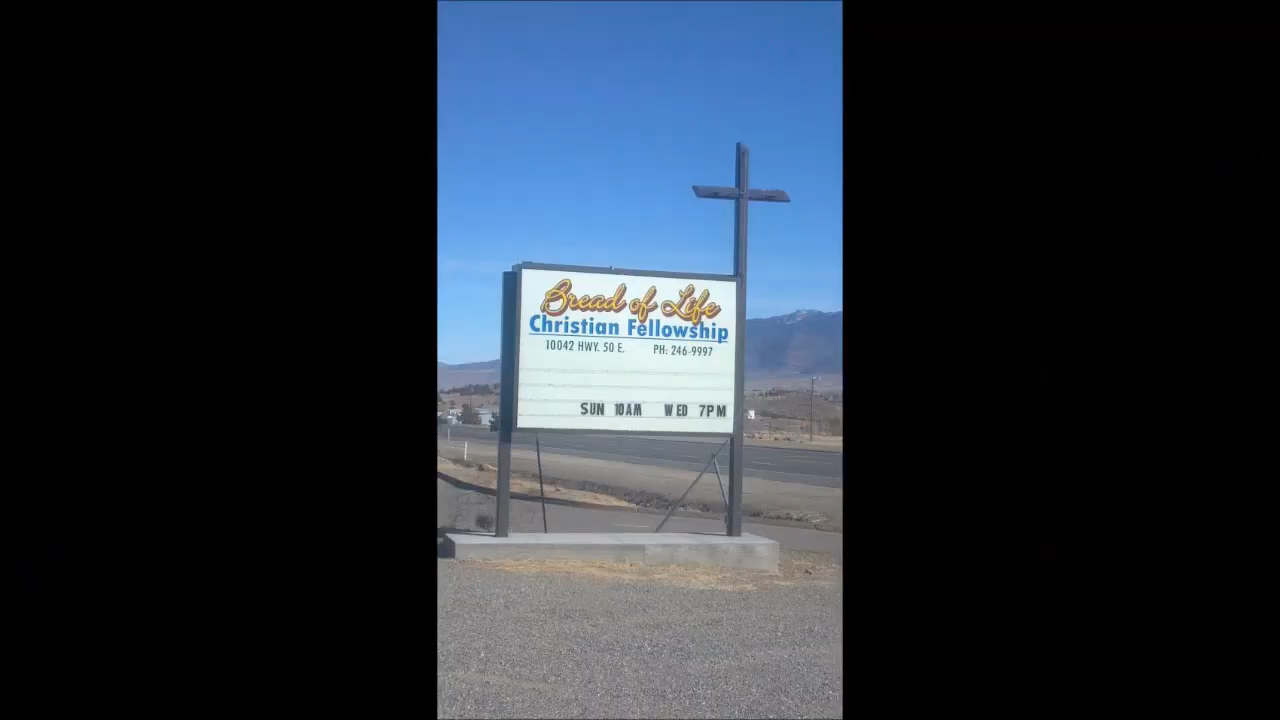 Bread of Life
Christian Fellowship
10042 HWY. 50 E. PH: 246-9997
SUN 10AM WED 7PM